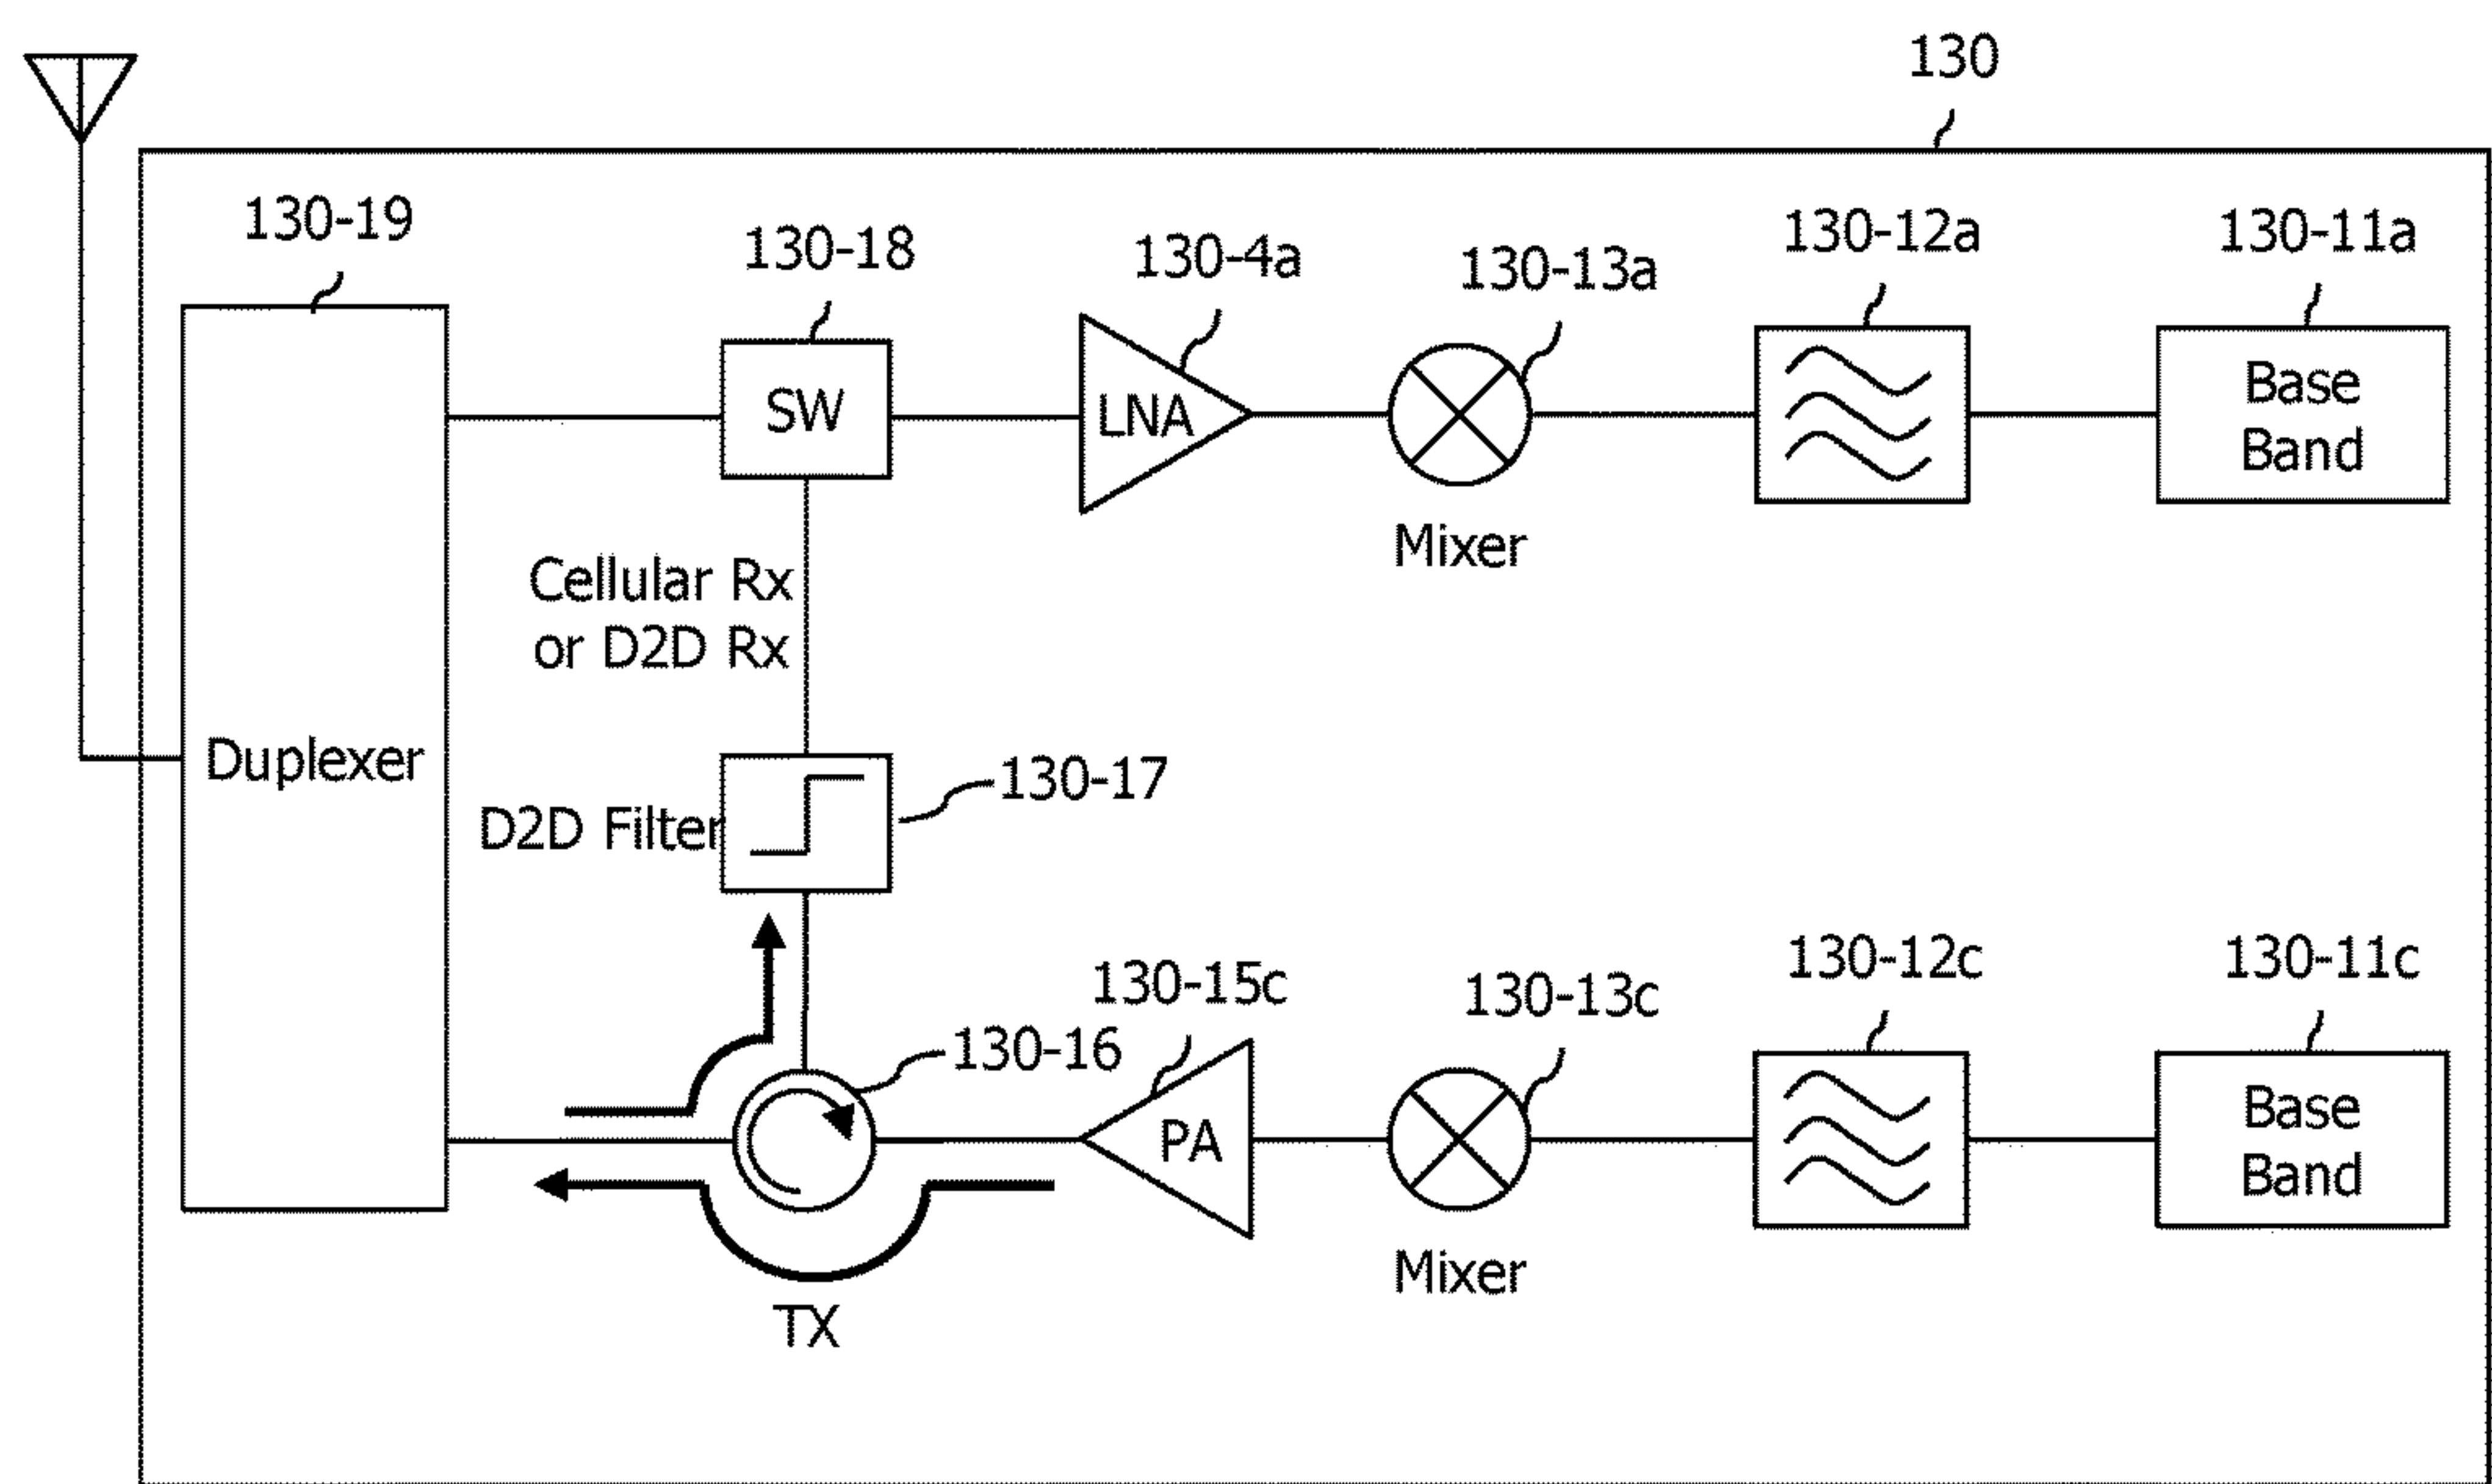 130
130-19
130-18
130-4a
130-13a
130-12a
130-11a
SW
LNA
Base
Band
Mixer
Cellular Rx
or D2D Rx
Duplexer
130-17
D2D Filter
130-16
130-15c
130-13c
130-12c
130-11c
PA
Base
Band
Mixer
TX